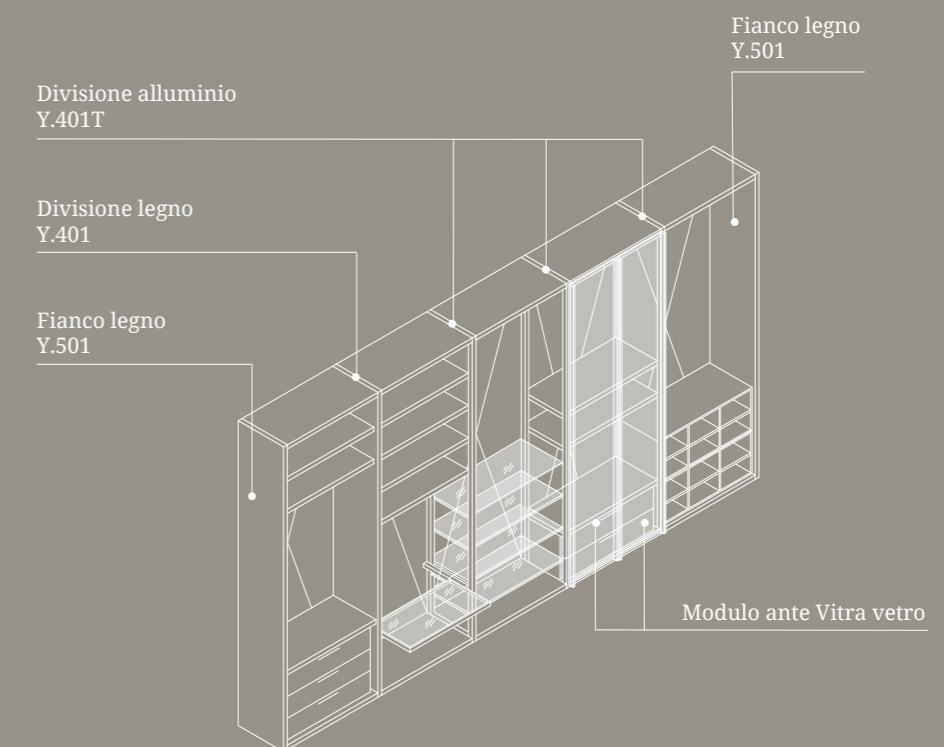 Fianco legno
Y.501
Divisione alluminio
Y.401T
Divisione legno
Y.401
Fianco legno
Y.501
Modulo ante Vitra vetro